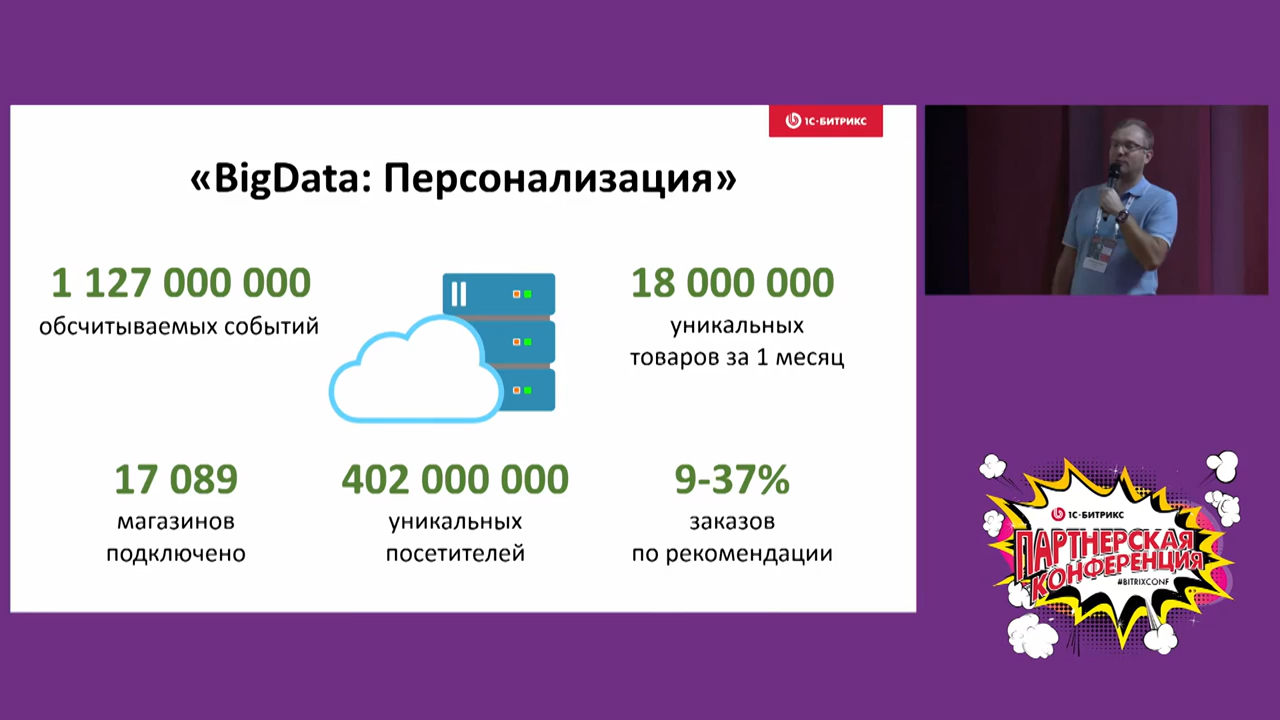 1С-БИТРИКС
«BigData: Персонализация»
1 127 000 000
обсчитываемых событий
18 000 000
уникальных
товаров за 1 месяц
17 089
магазинов
подключено
402 000 000
уникальных
посетителей
9-37%
заказов
по рекомендации
1С-БИТРИКС
ПАРТНЕРСКАЯ
КОНФЕРЕНЦИЯ
#BITRIXCONF